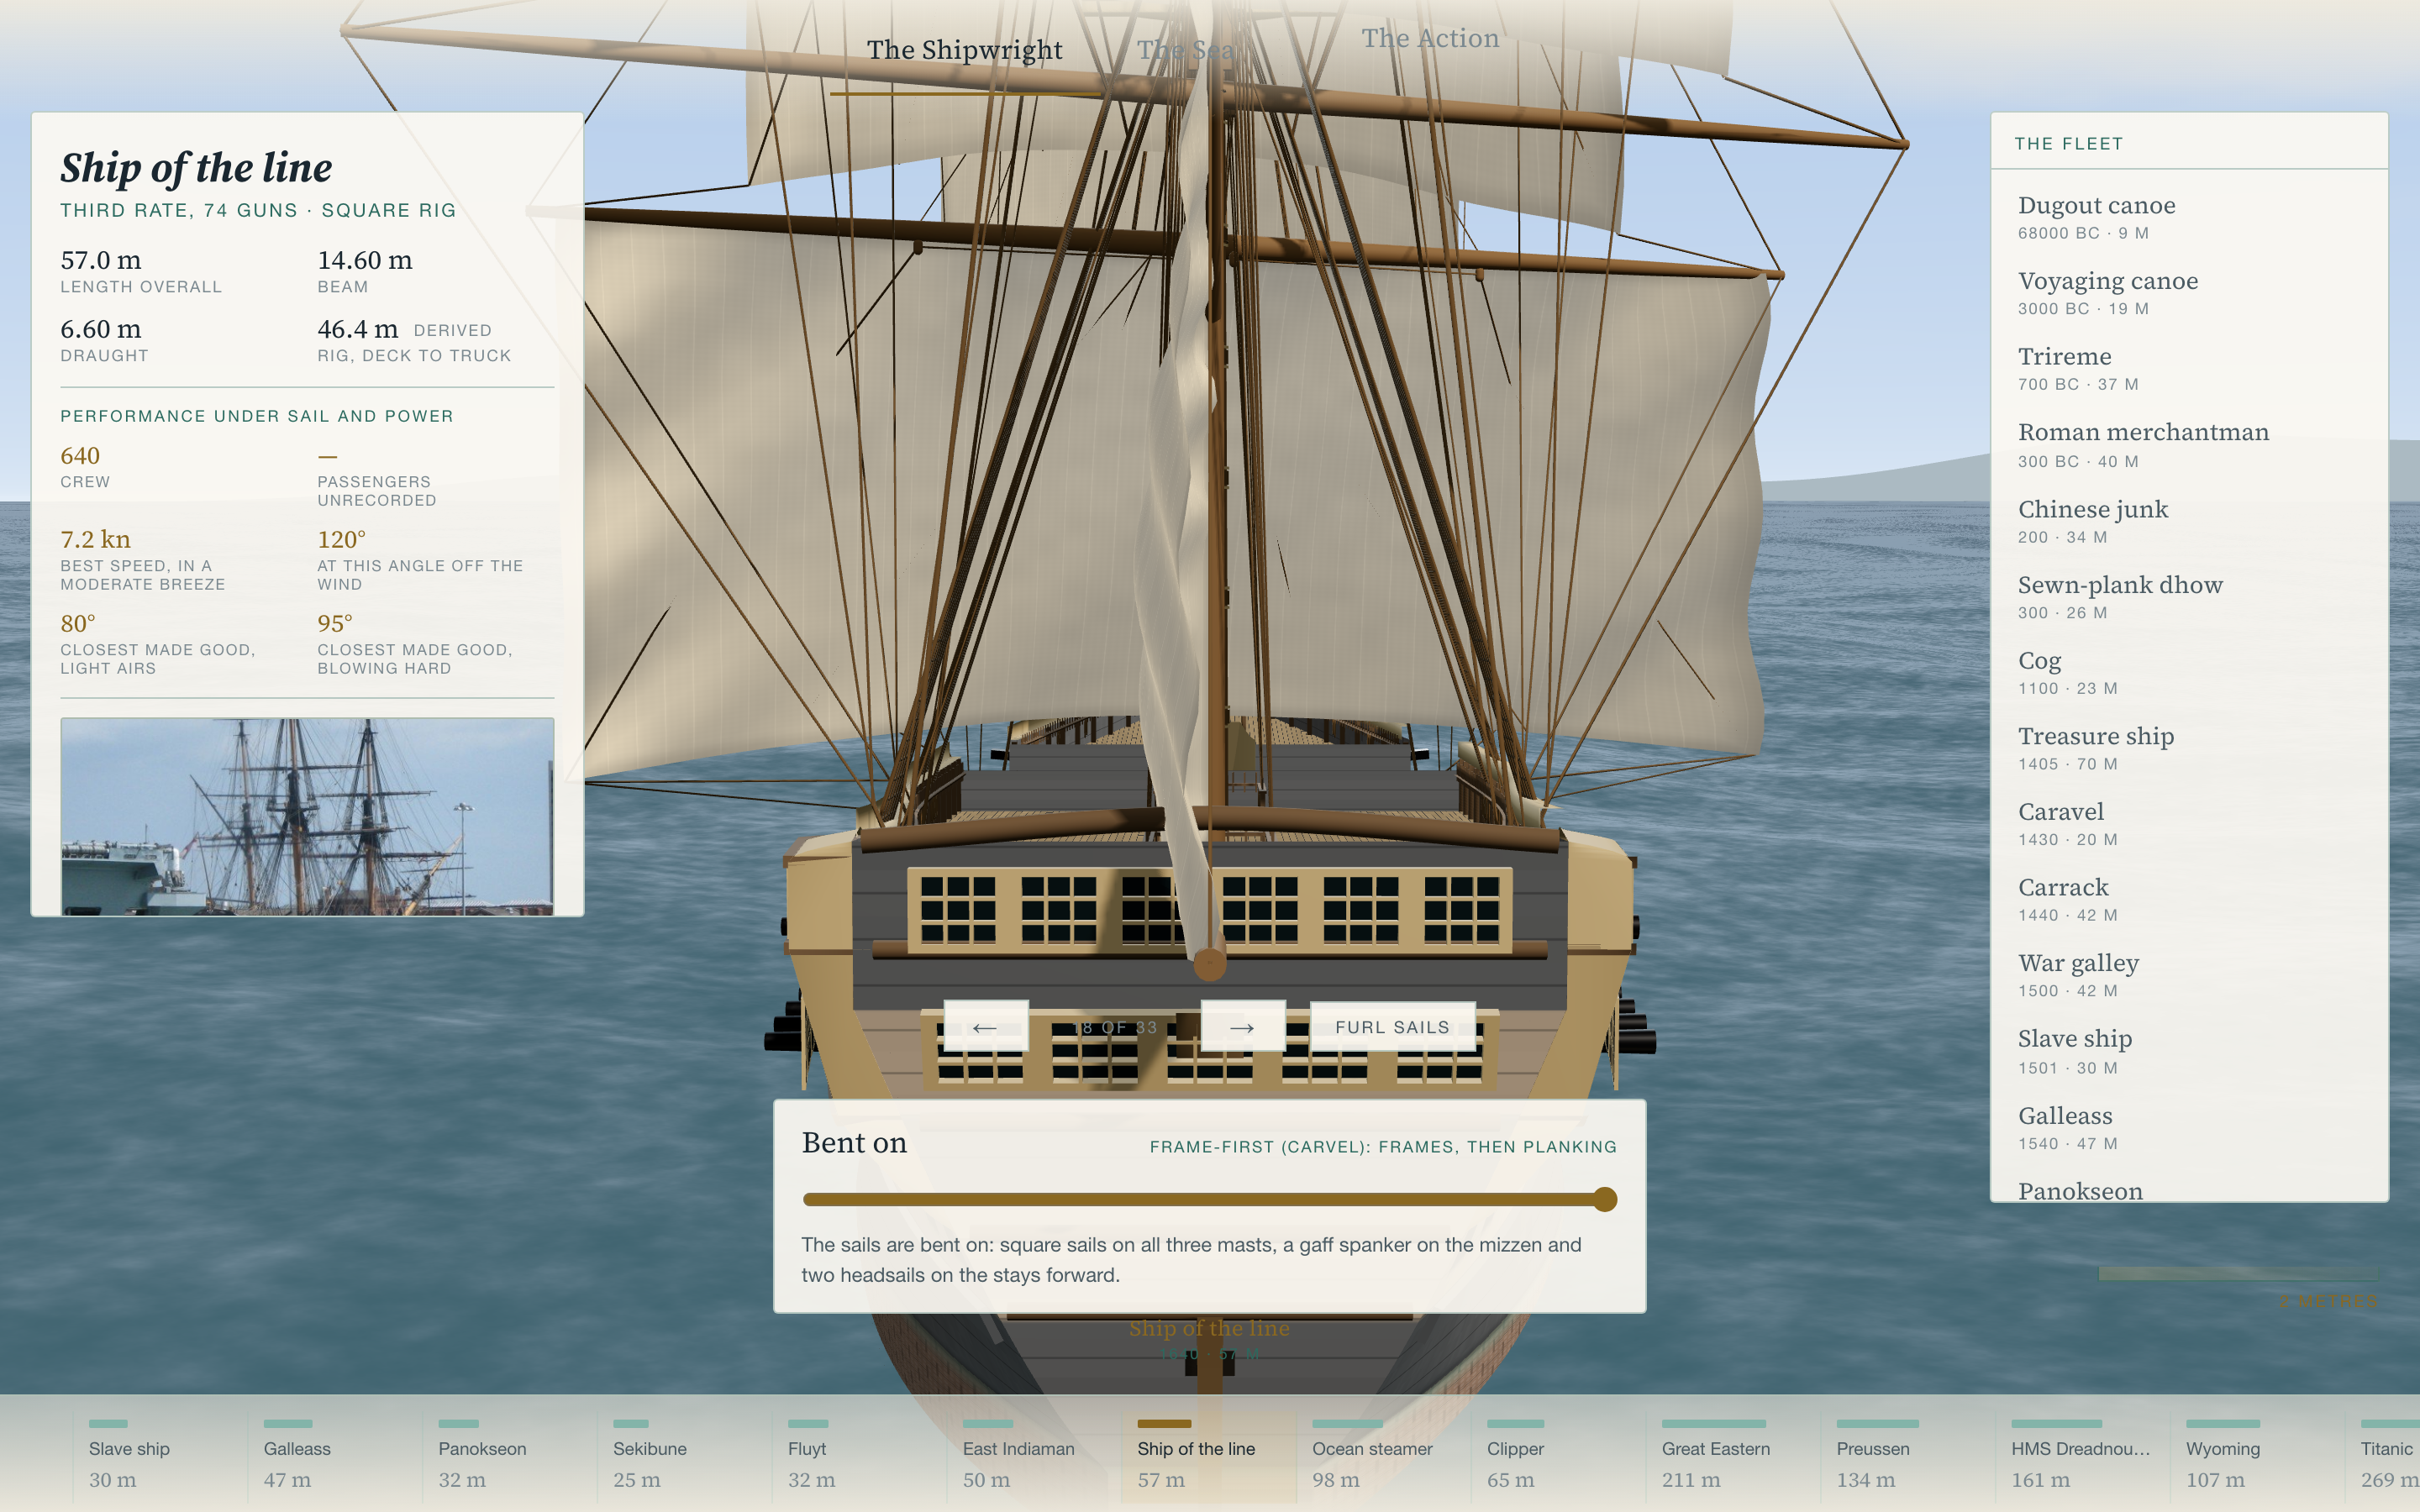 The Shipwright
The Sea
The Action
Ship of the line
THIRD RATE, 74 GUNS · SQUARE RIG
57.0 m
LENGTH OVERALL
14.60 m
BEAM
6.60 m
DRAUGHT
46.4 m DERIVED
RIG, DECK TO TRUCK
PERFORMANCE UNDER SAIL AND POWER
640
CREW
—
PASSENGERS
UNRECORDED
7.2 kn
BEST SPEED, IN A
MODERATE BREEZE
120°
AT THIS ANGLE OFF THE
WIND
80°
CLOSEST MADE GOOD,
LIGHT AIRS
95°
CLOSEST MADE GOOD,
BLOWING HARD
THE FLEET
Dugout canoe
68000 BC · 9 M
Voyaging canoe
3000 BC · 19 M
Trireme
700 BC · 37 M
Roman merchantman
300 BC · 40 M
Chinese junk
200 · 34 M
Sewn-plank dhow
300 · 26 M
Cog
1100 · 23 M
Treasure ship
1405 · 70 M
Caravel
1430 · 20 M
Carrack
1440 · 42 M
War galley
1500 · 42 M
Slave ship
1501 · 30 M
Galleass
1540 · 47 M
Panokseon
←
18 OF 33
→
FURL SAILS
Bent on
FRAME-FIRST (CARVEL): FRAMES, THEN PLANKING
The sails are bent on: square sails on all three masts, a gaff spanker on the mizzen and
two headsails on the stays forward.
2 METRES
Ship of the line
57 M
Slave ship
30 m
Galleass
47 m
Panokseon
32 m
Sekibune
25 m
Fluyt
32 m
East Indiaman
50 m
Ship of the line
57 m
Ocean steamer
98 m
Clipper
65 m
Great Eastern
211 m
Preussen
134 m
HMS Dreadnou…
161 m
Wyoming
107 m
Titanic
269 m